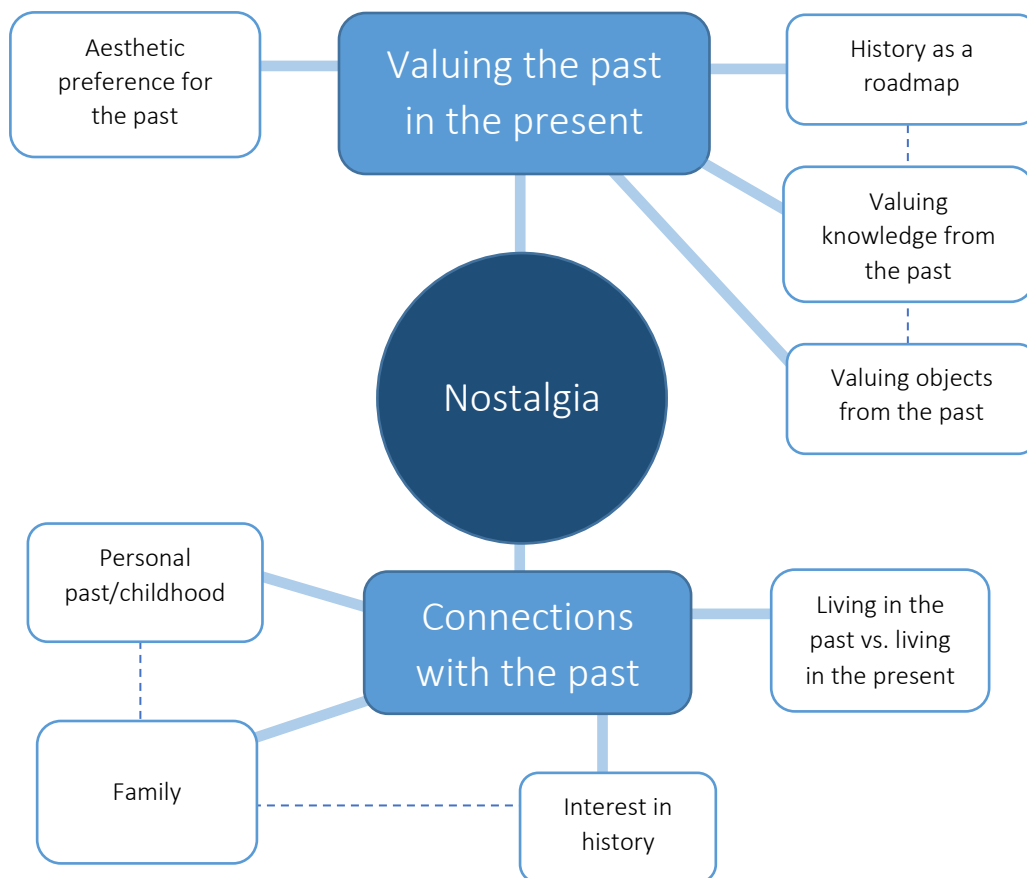 Aesthetic
preference for
the past
Valuing the past
in the present
History as a
roadmap
Valuing
knowledge from
the past
Valuing objects
from the past
Nostalgia
Personal
past/childhood
Connections
with the past
Living in the
past vs. living
in the present
Family
Interest in
history